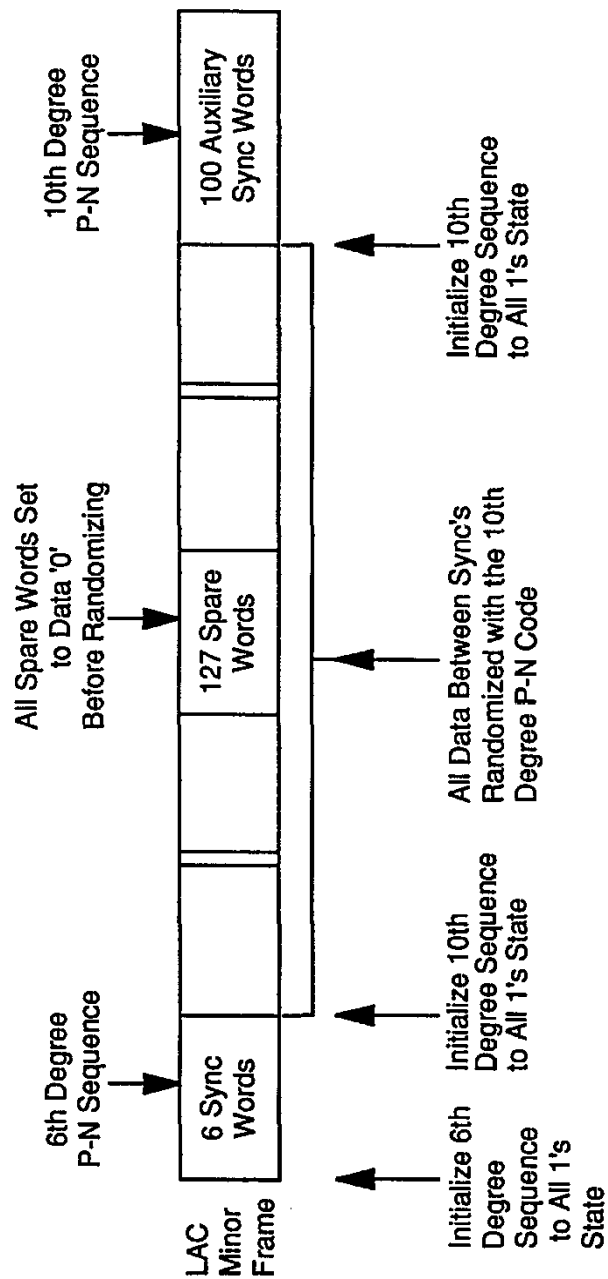 6th Degree
P-N Sequence
All Spare Words Set
to Data '0'
Before Randomizing
10th Degree
P-N Sequence
LAC
Minor
Frame
6 Sync
Words
127 Spare
Words
100 Auxiliary
Sync Words
Initialize 6th
Degree
Sequence
to All 1's
State
Initialize 10th
Degree Sequence
to All 1's State
All Data Between Sync's
Randomized with the 10th
Degree P-N Code
Initialize 10th
Degree Sequence
to All 1's State